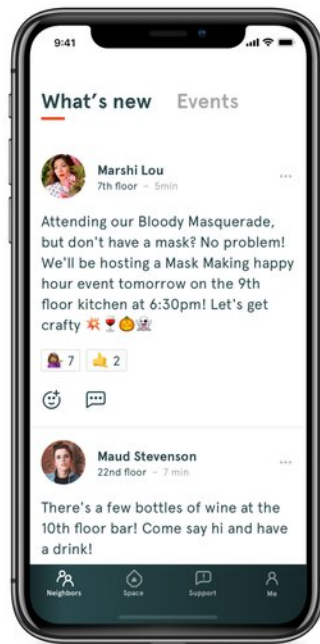 9:41
What's new Events
Marshi Lou
7th floor – 5min
Attending our Bloody Masquerade,
but don't have a mask? No problem!
We'll be hosting a Mask Making happy
hour event tomorrow on the 9th
floor kitchen at 6:30pm! Let's get
crafty 💥🍷🎃👻
7 2
Maud Stevenson
22nd floor – 7 min
There's a few bottles of wine at the
10th floor bar! Come say hi and have
a drink!
Neighbors Space Support Me